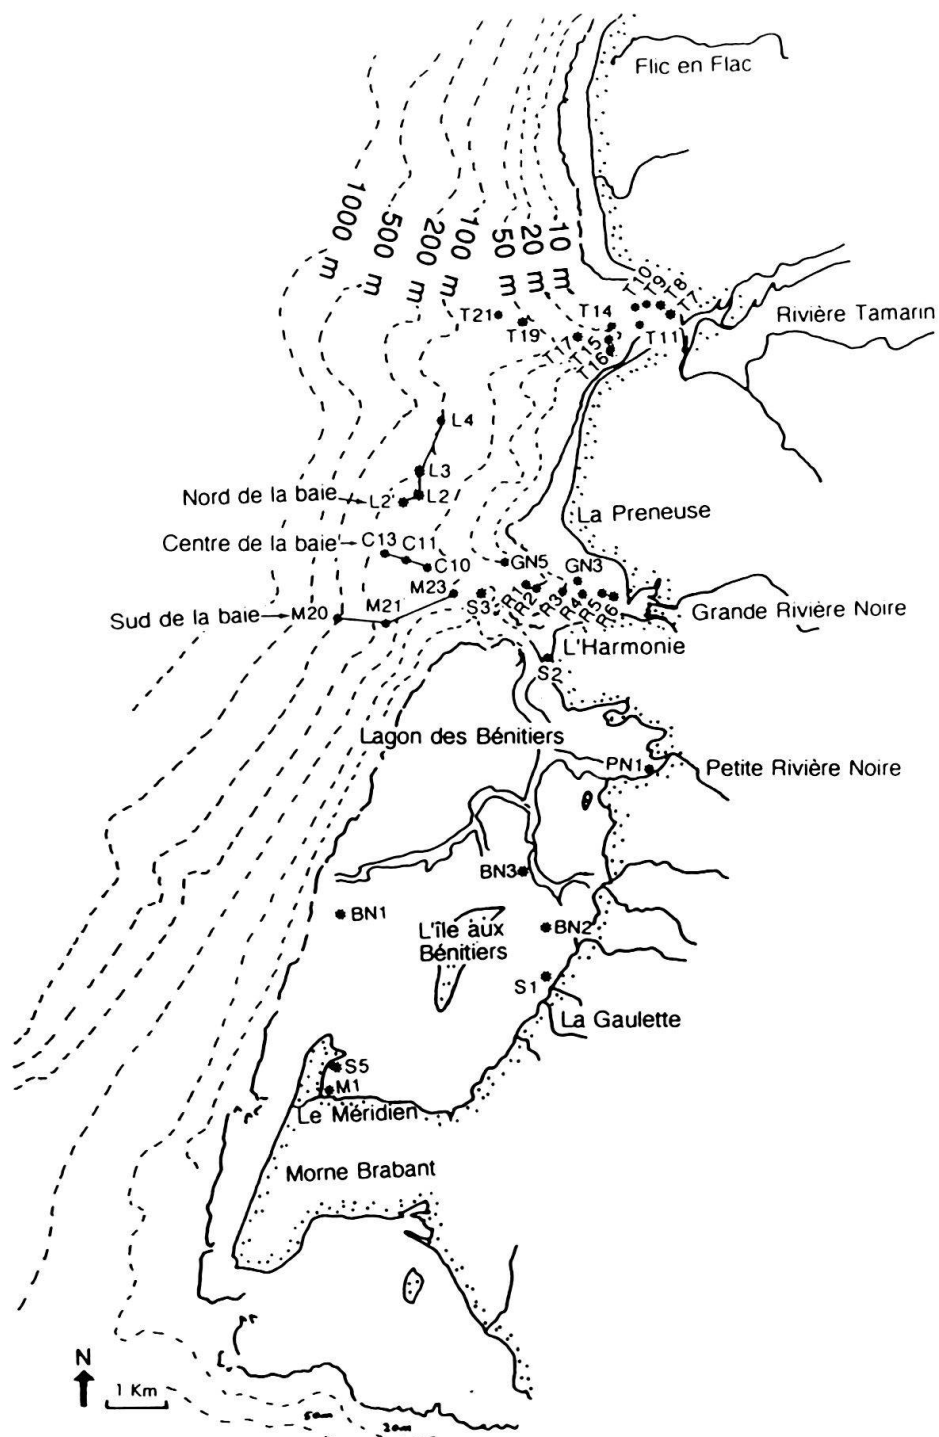 Flic en Flac
1000 m
500 m
200 m
100 m
50 m
20 m
10 m
T10
T9
T8
T7
Rivière Tamarin
T21
T19
T14
T11
T17
T15
T16
L4
L3
Nord de la baie
L2'
L2
La Preneuse
Centre de la baie
C13
C11
C10
GN5
GN3
M23
S3
R1
R2
R3
R4
R5
R6
Sud de la baie
M20
M21
Grande Rivière Noire
L'Harmonie
S2
Lagon des Bénitiers
PN1
Petite Rivière Noire
BN3
BN1
L'île aux
Bénitiers
BN2
S1
La Gaulette
S5
M1
Le Méridien
Morne Brabant
N
1 Km
50m
20m